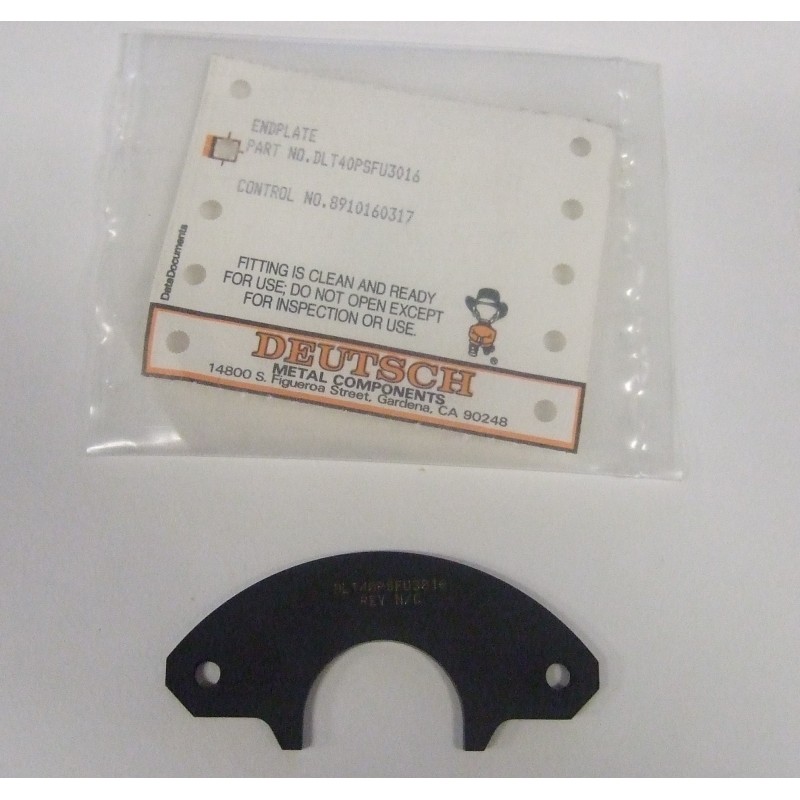 ENDPLATE
PART NO.DLT40PSFU3016
CONTROL NO.8910160317
DataDocuments
FITTING IS CLEAN AND READY
FOR USE; DO NOT OPEN EXCEPT
FOR INSPECTION OR USE.
®
DEUTSCH
METAL COMPONENTS
14800 S. Figueroa Street, Gardena, CA 90248
DLT40PSFU3016
REV N/C